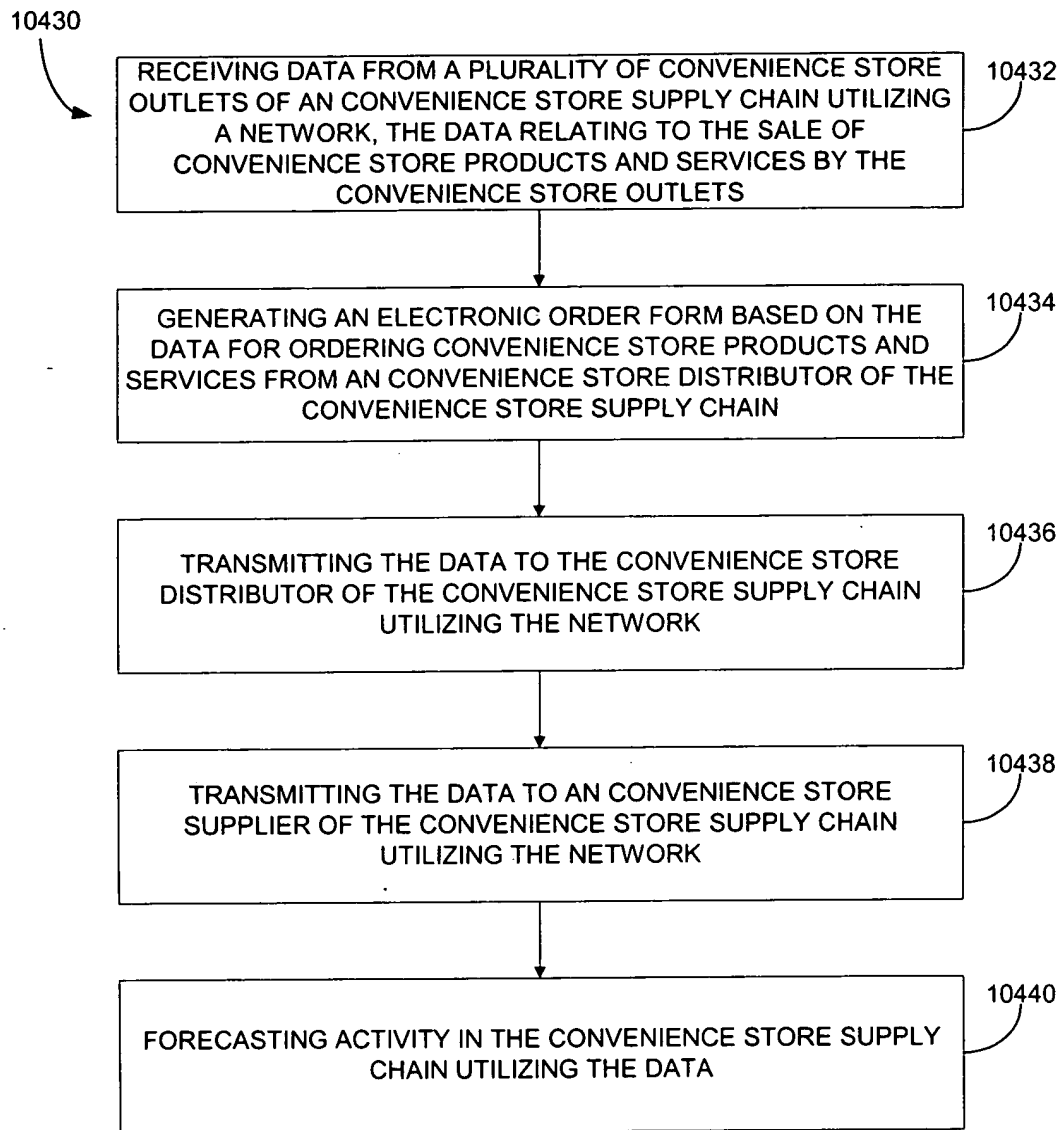 10430
RECEIVING DATA FROM A PLURALITY OF CONVENIENCE STORE
OUTLETS OF AN CONVENIENCE STORE SUPPLY CHAIN UTILIZING
A NETWORK, THE DATA RELATING TO THE SALE OF
CONVENIENCE STORE PRODUCTS AND SERVICES BY THE
CONVENIENCE STORE OUTLETS
10432
GENERATING AN ELECTRONIC ORDER FORM BASED ON THE
DATA FOR ORDERING CONVENIENCE STORE PRODUCTS AND
SERVICES FROM AN CONVENIENCE STORE DISTRIBUTOR OF THE
CONVENIENCE STORE SUPPLY CHAIN
10434
TRANSMITTING THE DATA TO THE CONVENIENCE STORE
DISTRIBUTOR OF THE CONVENIENCE STORE SUPPLY CHAIN
UTILIZING THE NETWORK
10436
TRANSMITTING THE DATA TO AN CONVENIENCE STORE
SUPPLIER OF THE CONVENIENCE STORE SUPPLY CHAIN
UTILIZING THE NETWORK
10438
FORECASTING ACTIVITY IN THE CONVENIENCE STORE SUPPLY
CHAIN UTILIZING THE DATA
10440